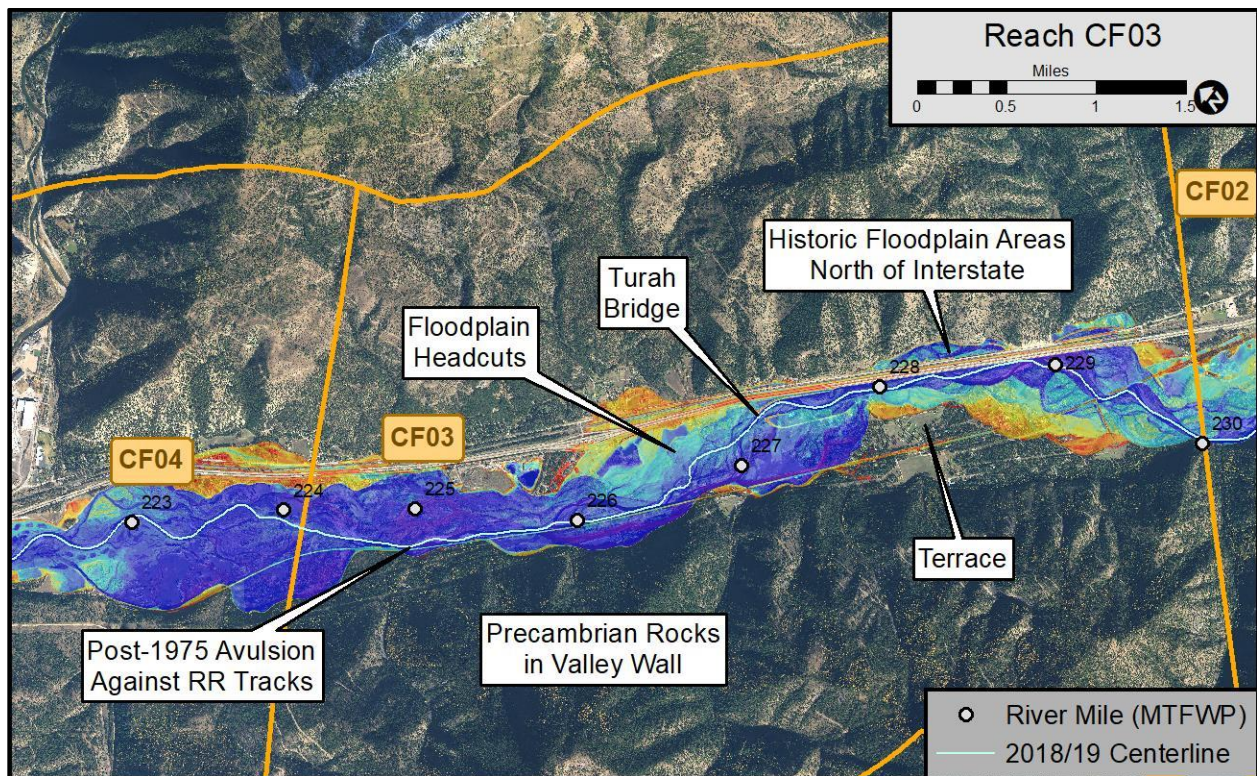 Reach CF03
Miles
0 0.5 1 1.5
N
CF02
Historic Floodplain Areas
North of Interstate
Turah
Bridge
Floodplain
Headcuts
229
228
230
227
CF03
CF04
226
225
224
223
Terrace
Post-1975 Avulsion
Against RR Tracks
Precambrian Rocks
in Valley Wall
River Mile (MTFWP)
2018/19 Centerline